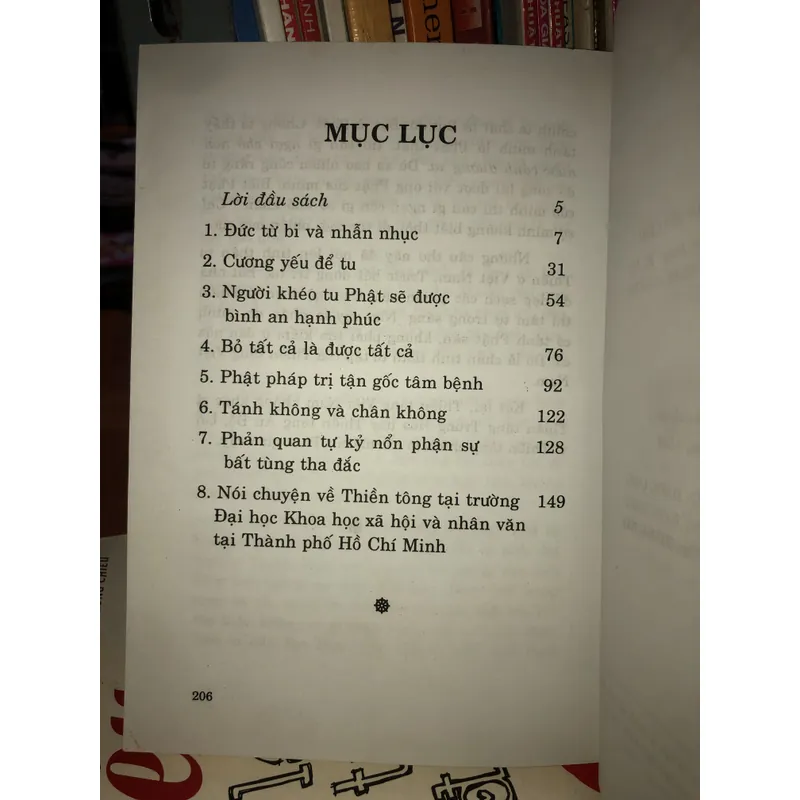 MỤC LỤC
Lời đầu sách 5
1. Đức từ bi và nhẫn nhục 7
2. Cương yếu để tu 31
3. Người khéo tu Phật sẽ được 54
bình an hạnh phúc
4. Bỏ tất cả là được tất cả 76
5. Phật pháp trị tận gốc tâm bệnh 92
6. Tánh không và chân không 122
7. Phản quan tự kỷ nổn phận sự 128
bất tùng tha đắc
8. Nói chuyện về Thiền tông tại trường 149
Đại học Khoa học xã hội và nhân văn
tại Thành phố Hồ Chí Minh
206